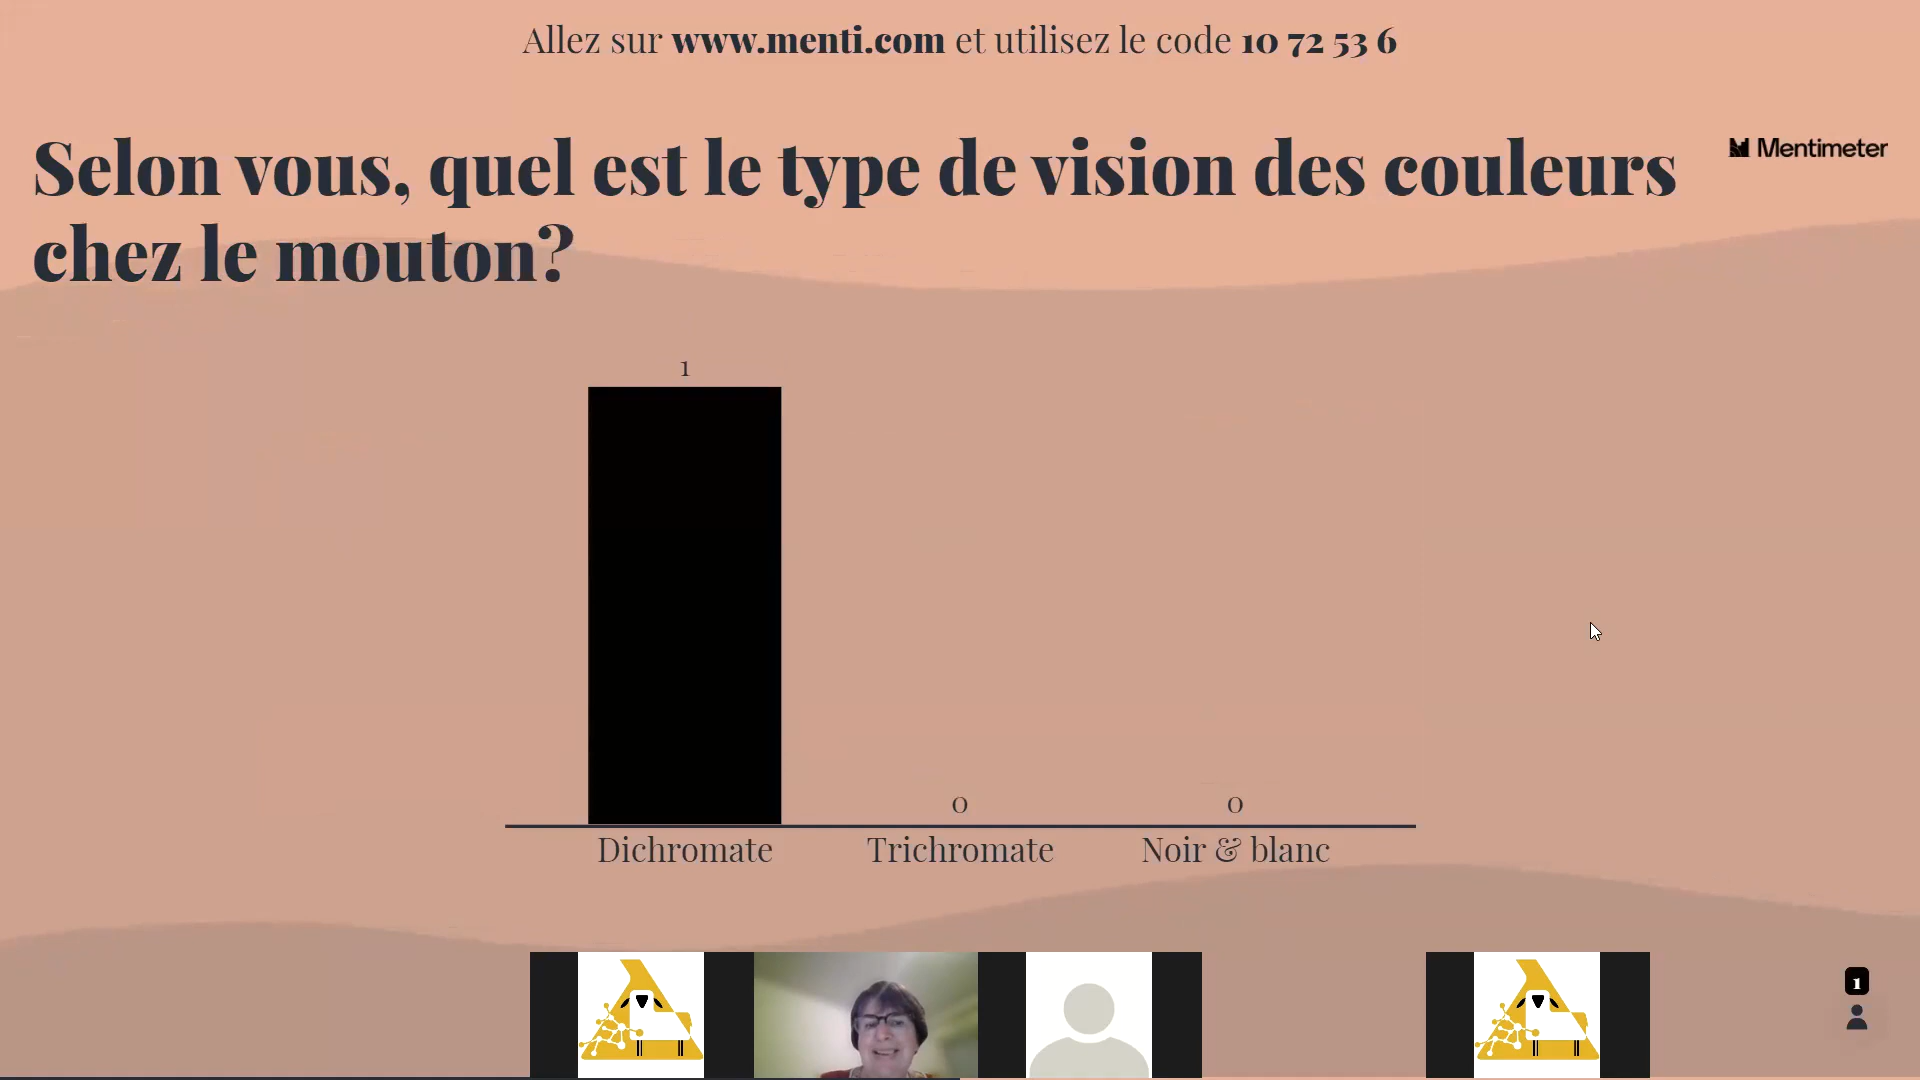 Allez sur www.menti.com et utilisez le code 10 72 53 6
Selon vous, quel est le type de vision des couleurs
chez le mouton?
Mentimeter
1
0
0
Dichromate
Trichromate
Noir & blanc
1